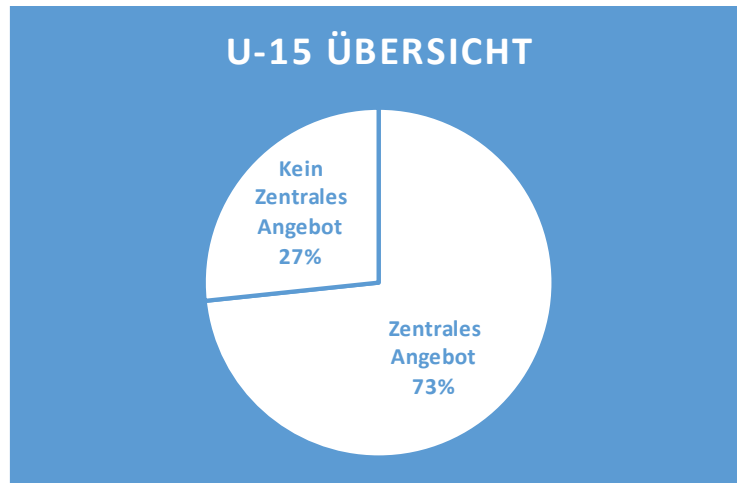 U-15 ÜBERSICHT
Kein
Zentrales
Angebot
27%
Zentrales
Angebot
73%